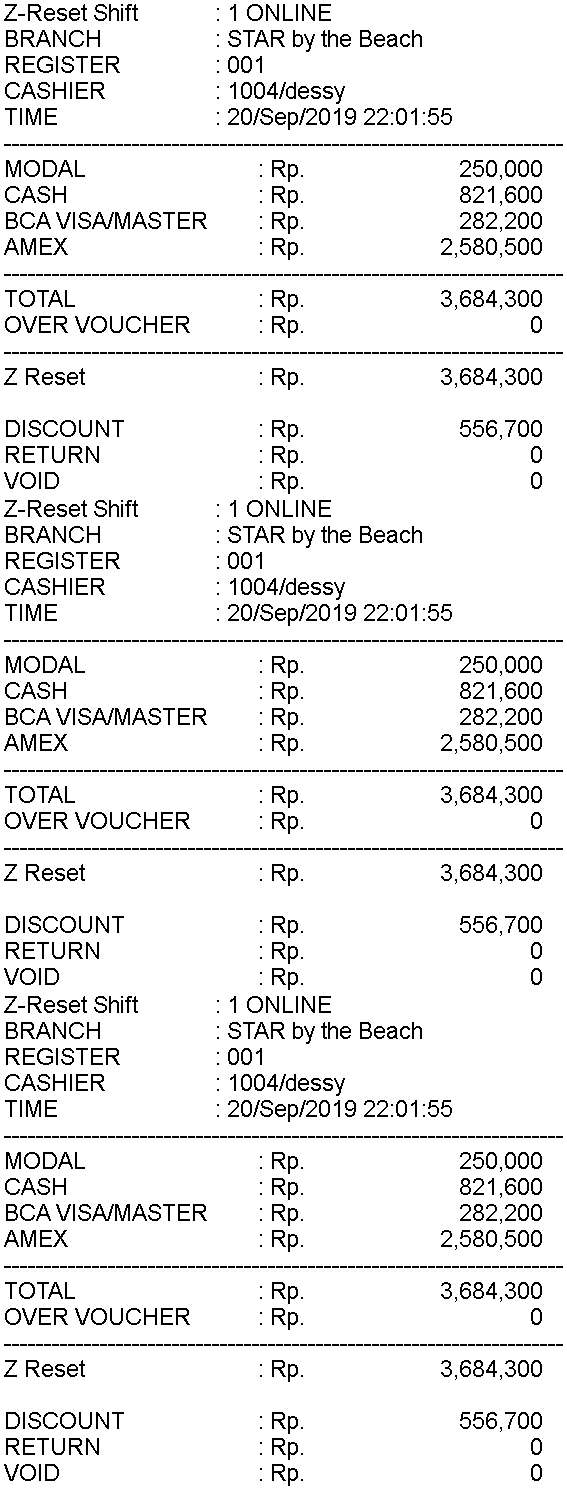 Z-Reset Shift : 1 ONLINE
BRANCH : STAR by the Beach
REGISTER : 001
CASHIER : 1004/dessy
TIME : 20/Sep/2019 22:01:55
MODAL : Rp. 250,000
CASH : Rp. 821,600
BCA VISA/MASTER : Rp. 282,200
AMEX : Rp. 2,580,500
TOTAL : Rp. 3,684,300
OVER VOUCHER : Rp. 0
Z Reset : Rp. 3,684,300
DISCOUNT : Rp. 556,700
RETURN : Rp. 0
VOID : Rp. 0
Z-Reset Shift : 1 ONLINE
BRANCH : STAR by the Beach
REGISTER : 001
CASHIER : 1004/dessy
TIME : 20/Sep/2019 22:01:55
MODAL : Rp. 250,000
CASH : Rp. 821,600
BCA VISA/MASTER : Rp. 282,200
AMEX : Rp. 2,580,500
TOTAL : Rp. 3,684,300
OVER VOUCHER : Rp. 0
Z Reset : Rp. 3,684,300
DISCOUNT : Rp. 556,700
RETURN : Rp. 0
VOID : Rp. 0
Z-Reset Shift : 1 ONLINE
BRANCH : STAR by the Beach
REGISTER : 001
CASHIER : 1004/dessy
TIME : 20/Sep/2019 22:01:55
MODAL : Rp. 250,000
CASH : Rp. 821,600
BCA VISA/MASTER : Rp. 282,200
AMEX : Rp. 2,580,500
TOTAL : Rp. 3,684,300
OVER VOUCHER : Rp. 0
Z Reset : Rp. 3,684,300
DISCOUNT : Rp. 556,700
RETURN : Rp. 0
VOID : Rp. 0